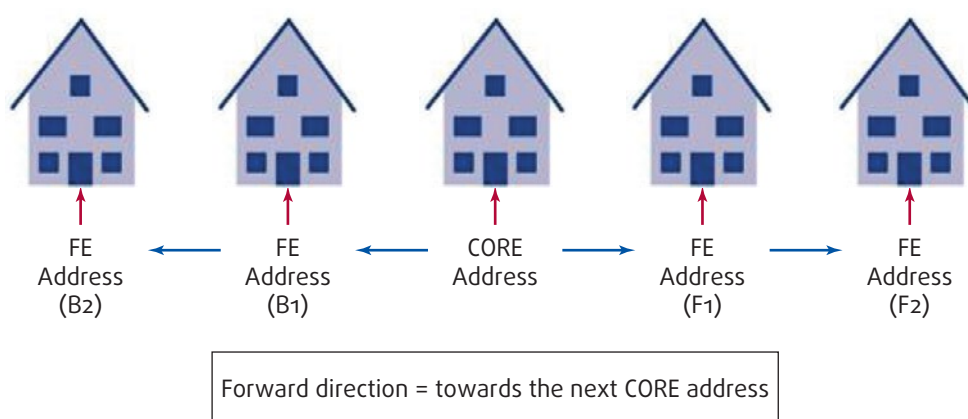 FE
Address
(B2)
FE
Address
(B1)
CORE
Address
FE
Address
(F1)
FE
Address
(F2)
Forward direction = towards the next CORE address